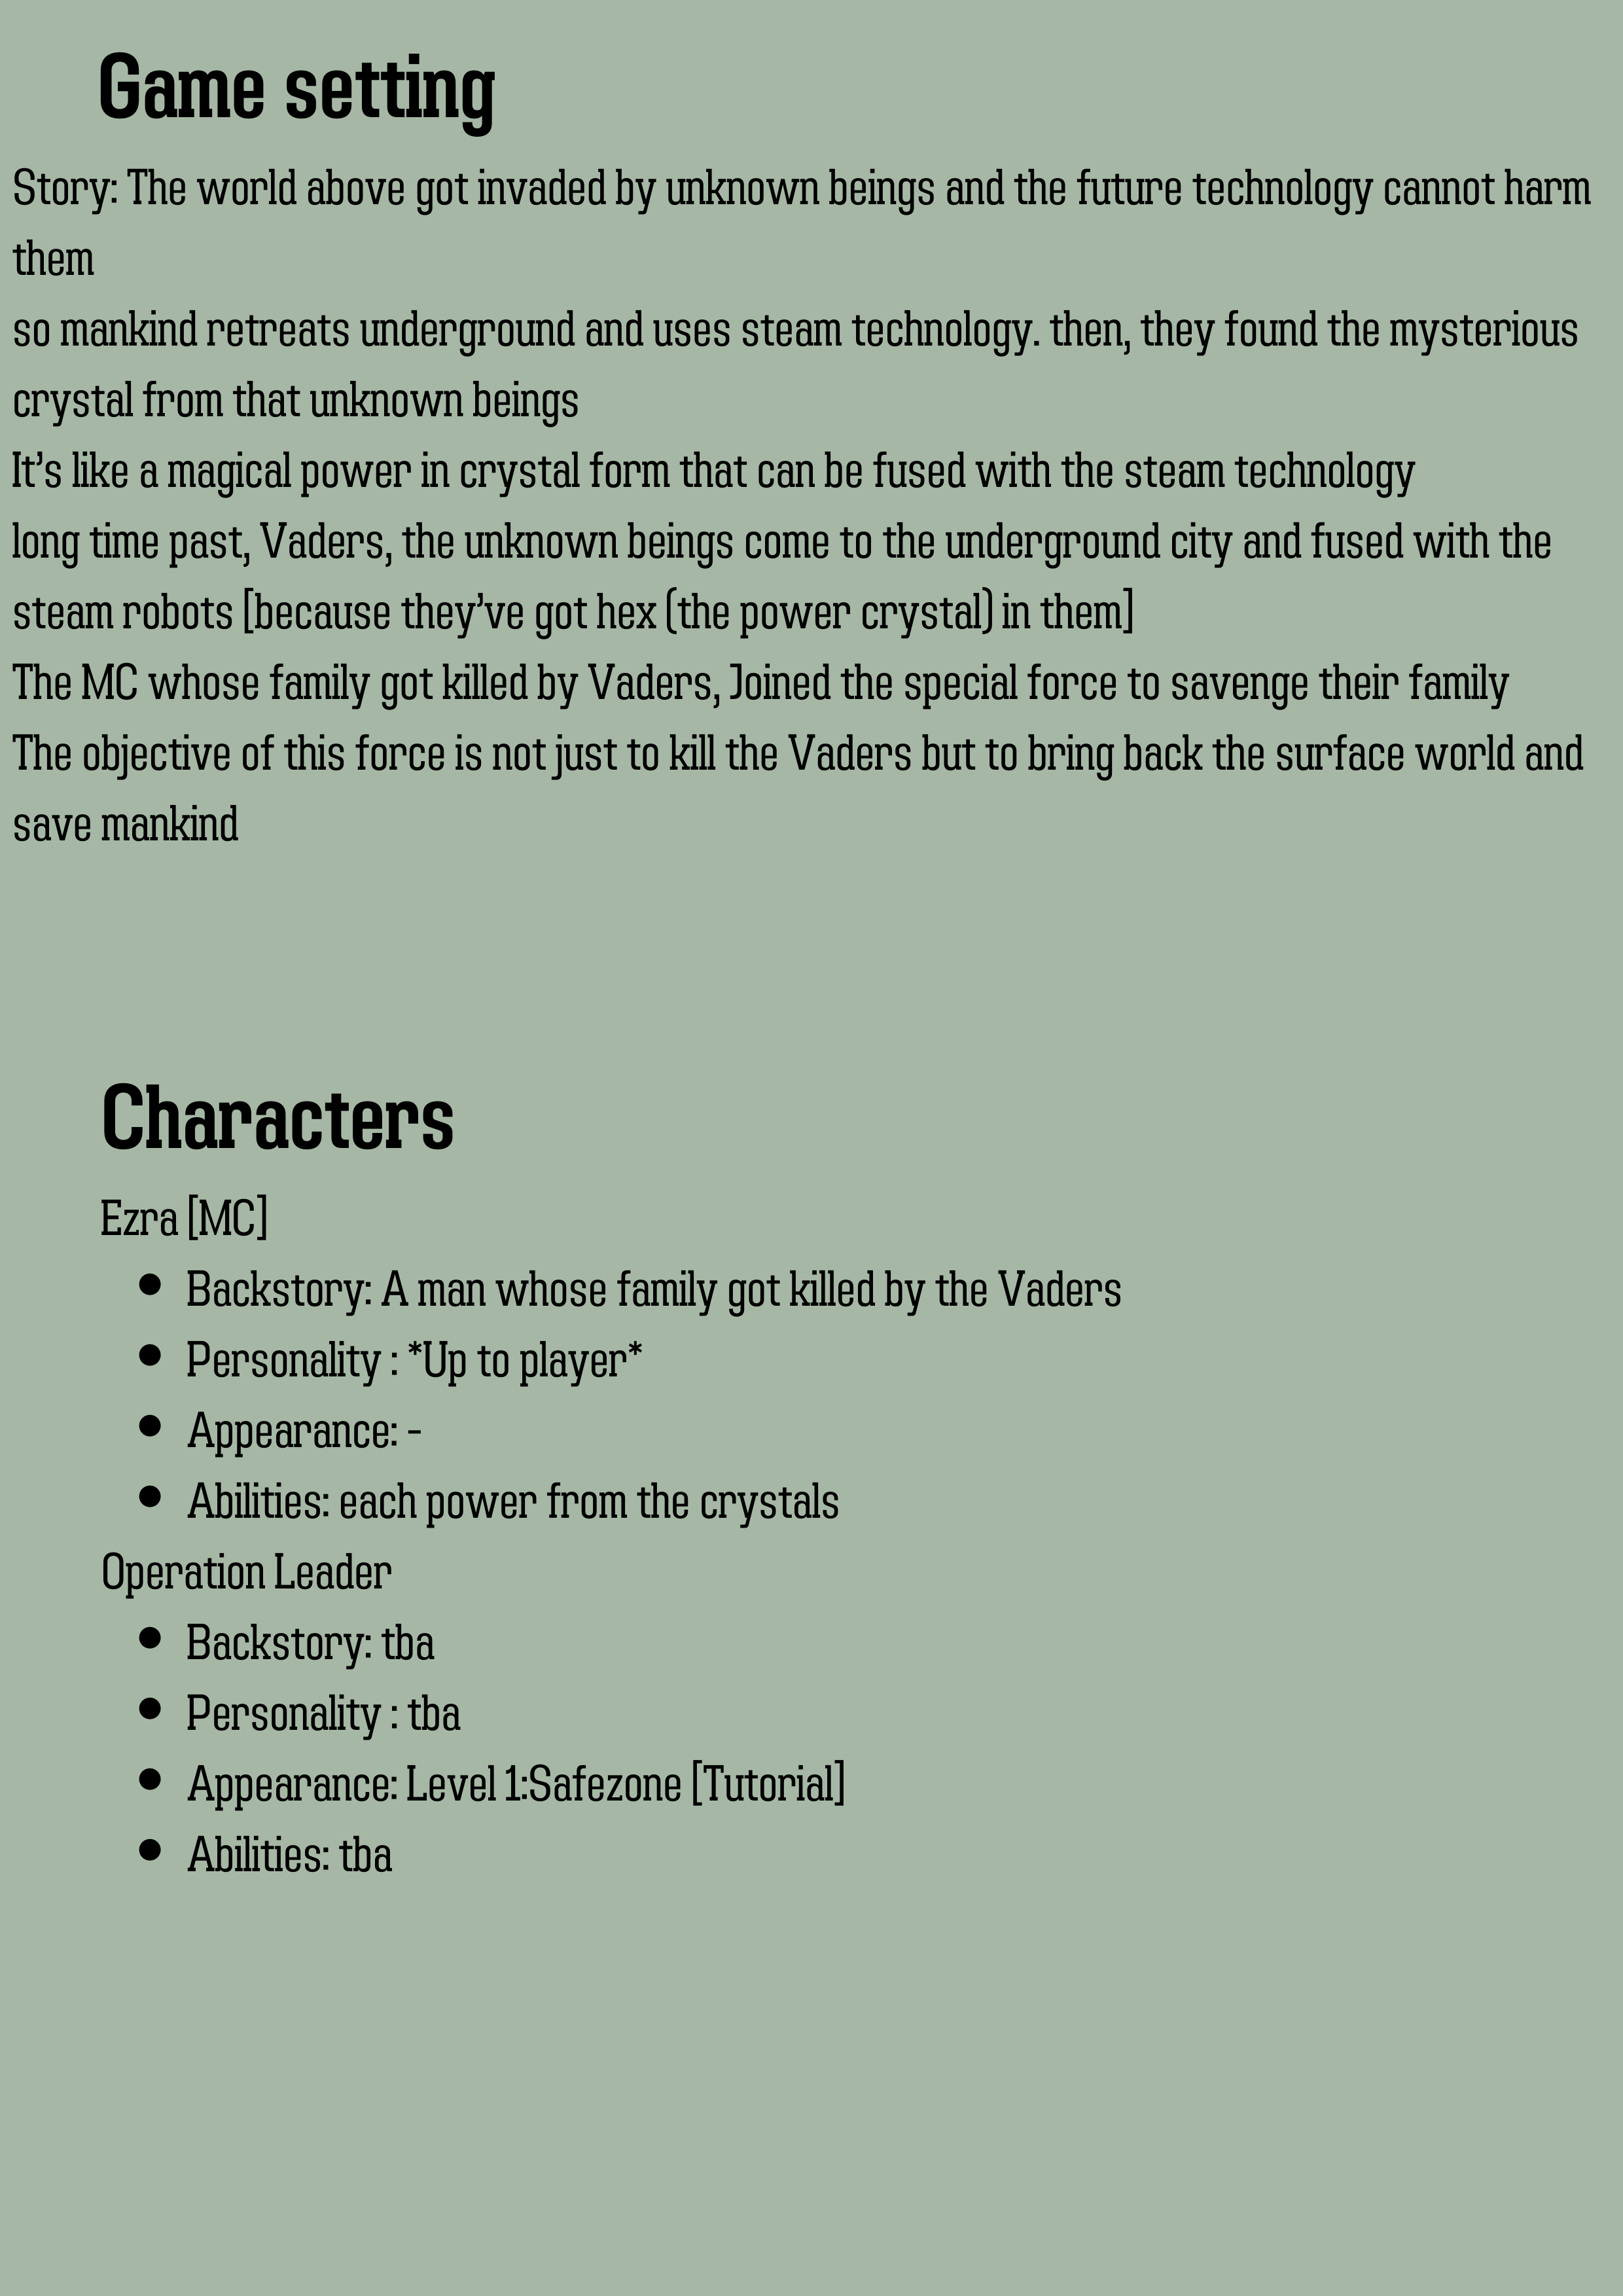 Game setting
Story: The world above got invaded by unknown beings and the future technology cannot harm
them
so mankind retreats underground and uses steam technology. then, they found the mysterious
crystal from that unknown beings
It's like a magical power in crystal form that can be fused with the steam technology
long time past, Vaders, the unknown beings come to the underground city and fused with the
steam robots [because they've got hex (the power crystal) in them]
The MC whose family got killed by Vaders, Joined the special force to savenge their family
The objective of this force is not just to kill the Vaders but to bring back the surface world and
save mankind
Characters
Ezra [MC]
● Backstory: A man whose family got killed by the Vaders
● Personality : *Up to player*
● Appearance: -
● Abilities: each power from the crystals
Operation Leader
● Backstory: tba
● Personality : tba
● Appearance: Level 1:Safezone [Tutorial]
● Abilities: tba